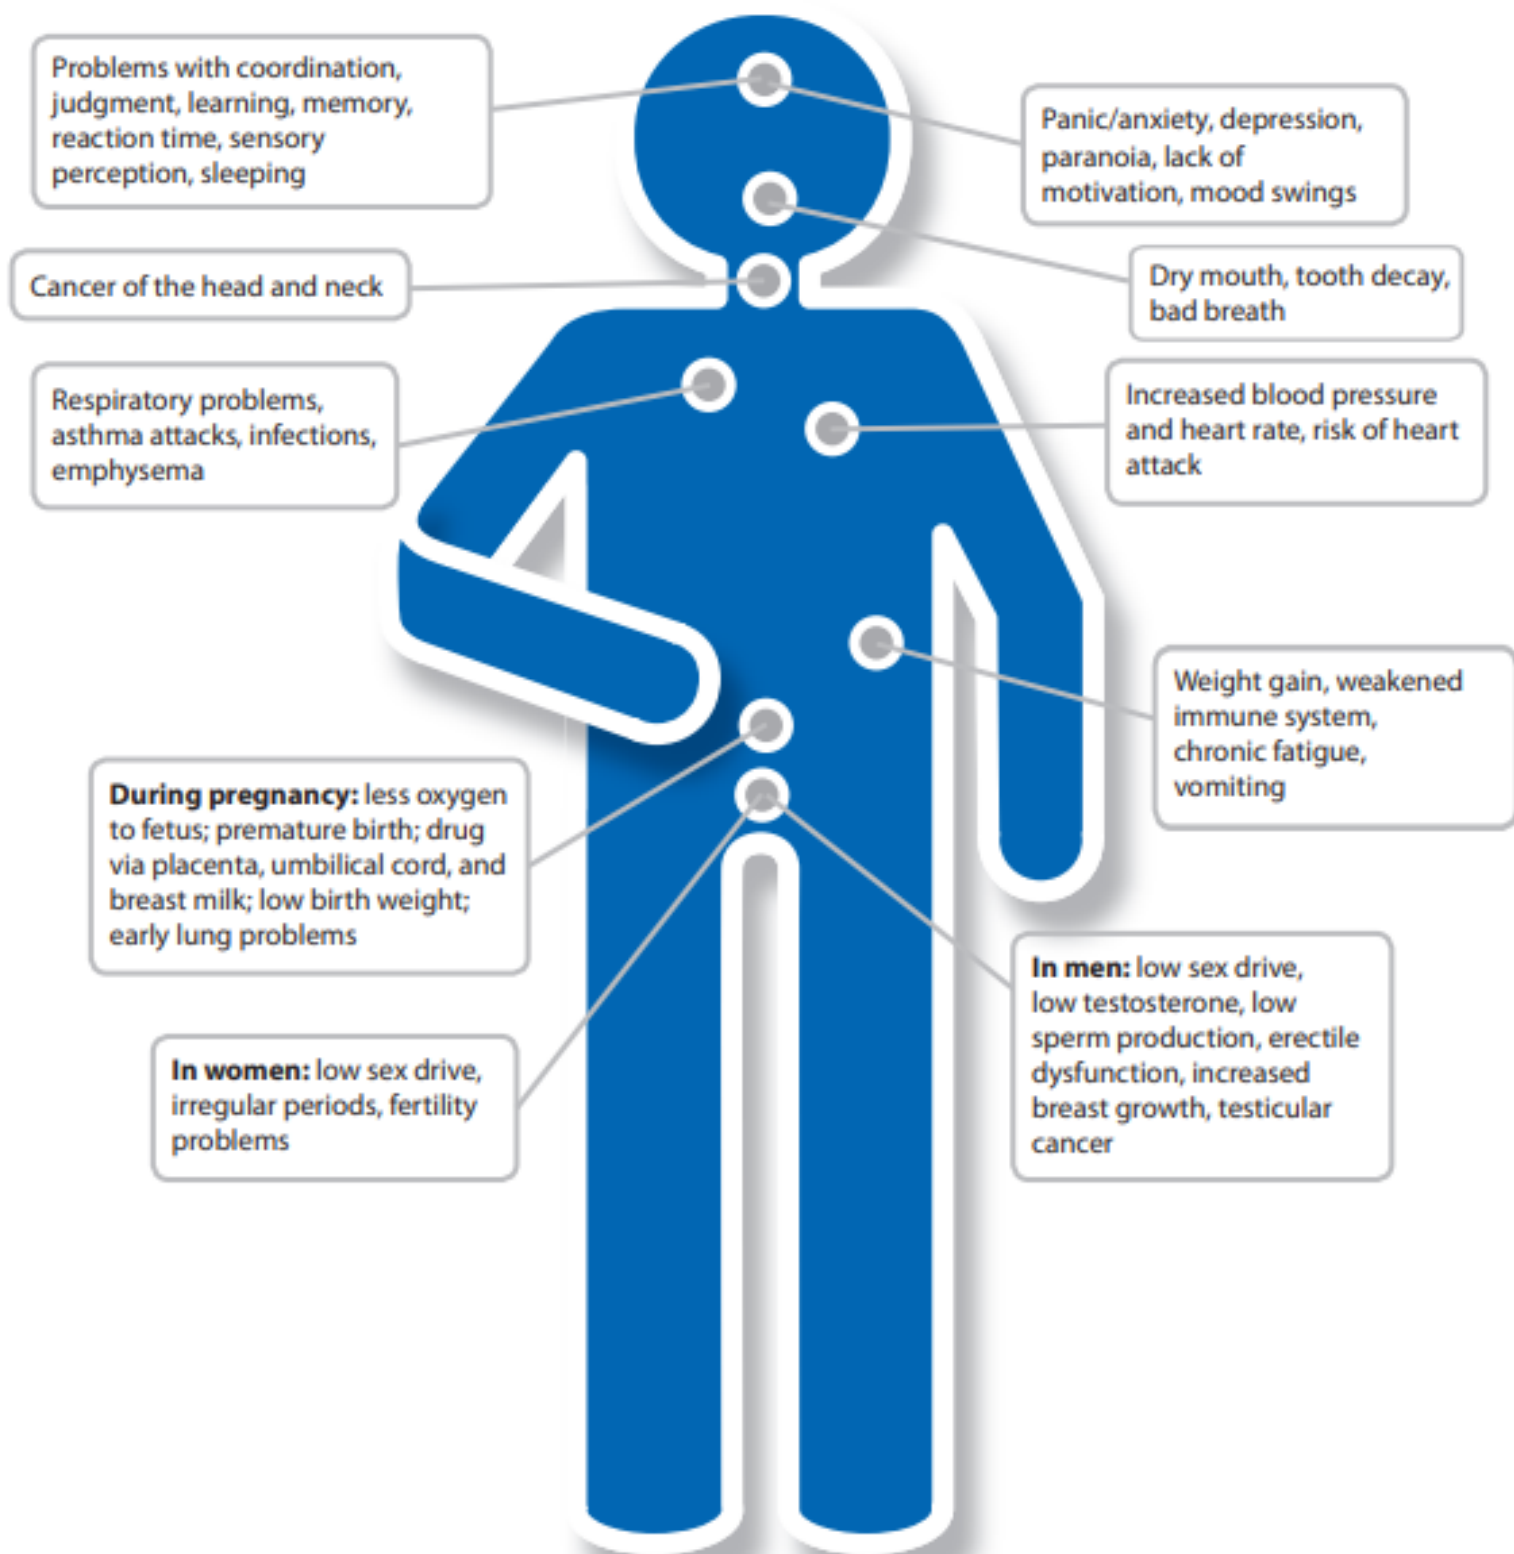 Problems with coordination,
judgment, learning, memory,
reaction time, sensory
perception, sleeping
Panic/anxiety, depression,
paranoia, lack of
motivation, mood swings
Cancer of the head and neck
Dry mouth, tooth decay,
bad breath
Respiratory problems,
asthma attacks, infections,
emphysema
Increased blood pressure
and heart rate, risk of heart
attack
Weight gain, weakened
immune system,
chronic fatigue,
vomiting
During pregnancy: less oxygen
to fetus; premature birth; drug
via placenta, umbilical cord, and
breast milk; low birth weight;
early lung problems
In men: low sex drive,
low testosterone, low
sperm production, erectile
dysfunction, increased
breast growth, testicular
cancer
In women: low sex drive,
irregular periods, fertility
problems